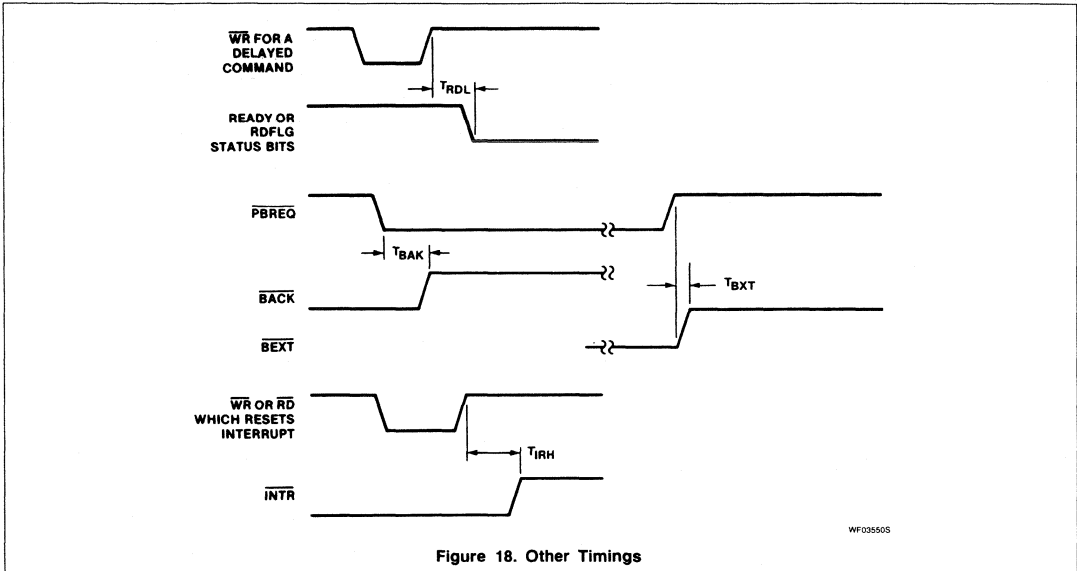 WR FOR A
DELAYED
COMMAND
TRDL
READY OR
RDFLG
STATUS BITS
PBREQ
TBAK
BACK
TBXT
BEXT
WR OR RD
WHICH RESETS
INTERRUPT
TIRH
INTR
WF03550S
Figure 18. Other Timings